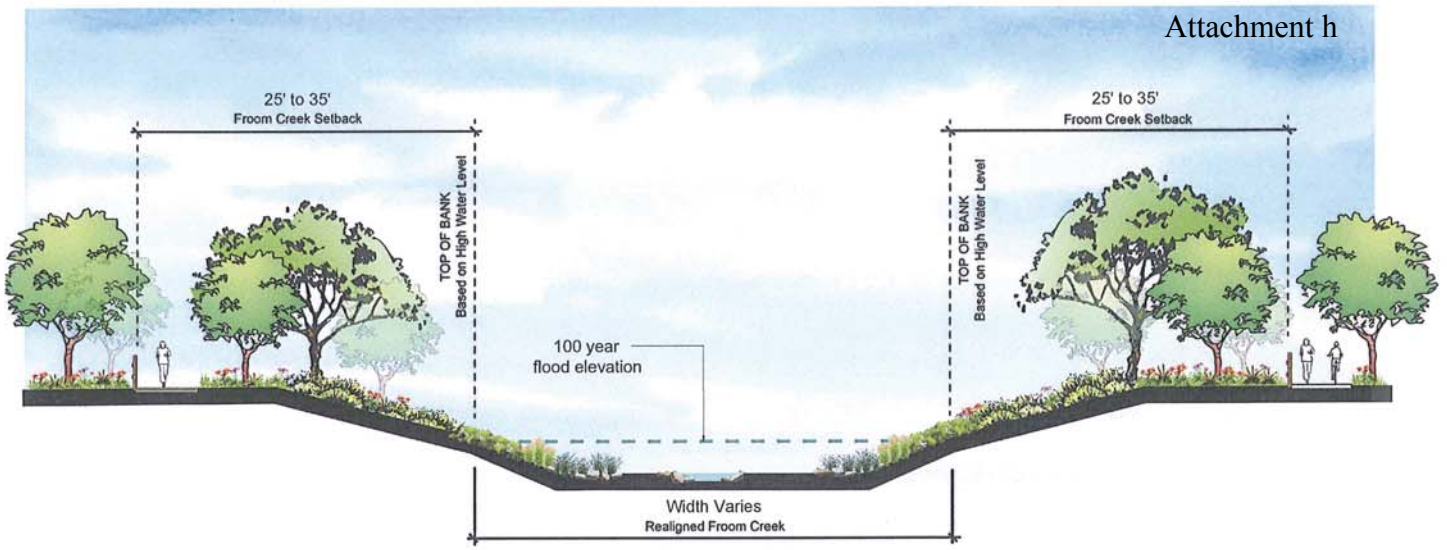 Attachment h
25' to 35'
Froom Creek Setback
25' to 35'
Froom Creek Setback
TOP OF BANK
Based on High Water Level
TOP OF BANK
Based on High Water Level
100 year
flood elevation
Width Varies
Realigned Froom Creek